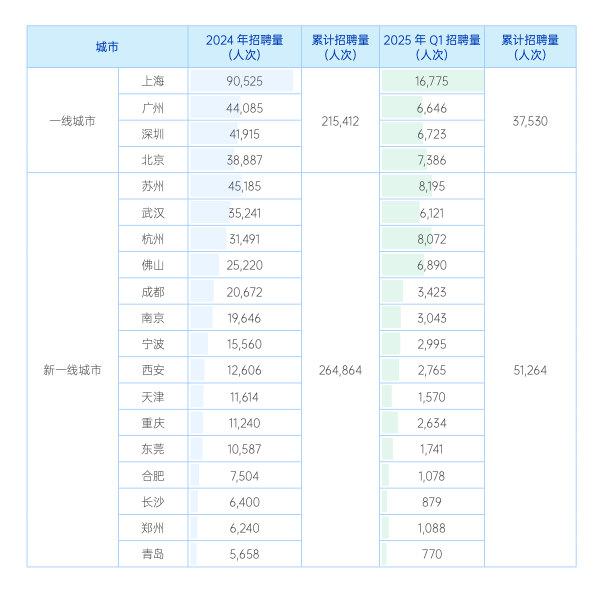 城市 2024 年招聘量（人次） 累计招聘量（人次） 2025 年 Q1 招聘量（人次） 累计招聘量（人次）
一线城市 上海 90,525 215,412 16,775 37,530
广州 44,085 6,646
深圳 41,915 6,723
北京 38,887 7,386
新一线城市 苏州 45,185 264,864 8,195 51,264
武汉 35,241 6,121
杭州 31,491 8,072
佛山 25,220 6,890
成都 20,672 3,423
南京 19,646 3,043
宁波 15,560 2,995
西安 12,606 2,765
天津 11,614 1,570
重庆 11,240 2,634
东莞 10,587 1,741
合肥 7,504 1,078
长沙 6,400 879
郑州 6,240 1,088
青岛 5,658 770